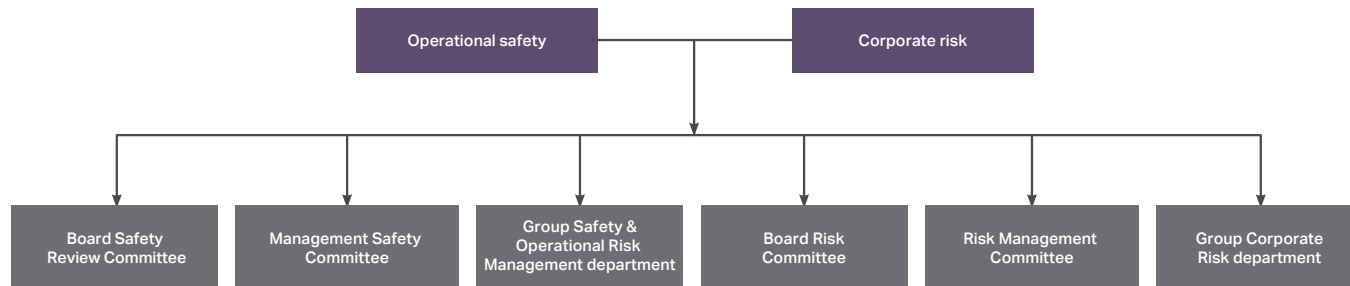 Operational safety
Corporate risk
Board Safety
Review Committee
Management Safety
Committee
Group Safety &
Operational Risk
Management department
Board Risk
Committee
Risk Management
Committee
Group Corporate
Risk department